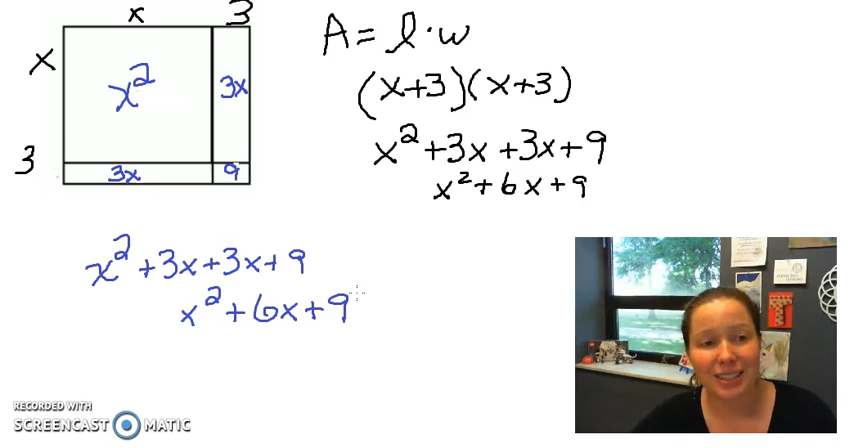 x 3
A = l · w
x x² 3x
(x+3)(x+3)
x² + 3x + 3x + 9
3 3x 9
x² + 6x + 9
x² + 3x + 3x + 9
x² + 6x + 9
RECORDED WITH
SCREENCAST MATIC